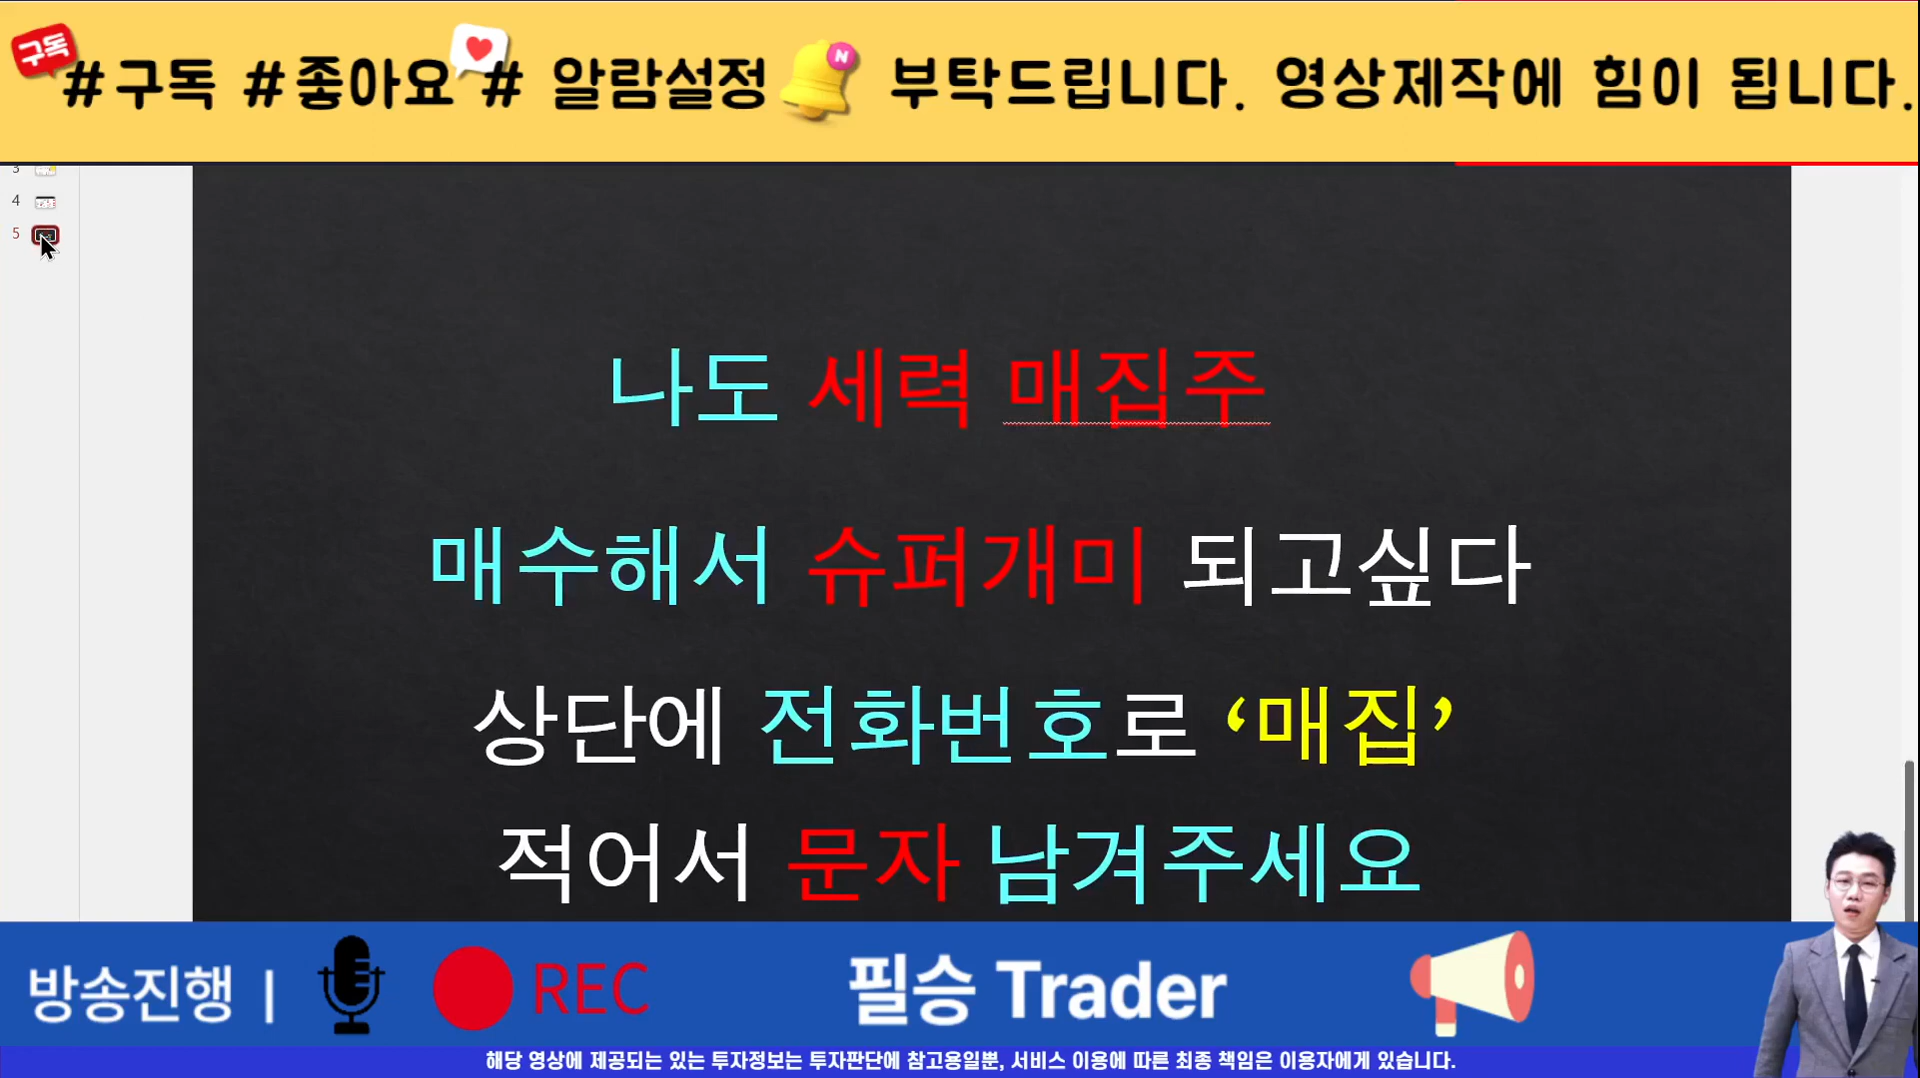 구독
#구독 #좋아요 # 알람설정 N 부탁드립니다. 영상제작에 힘이 됩니다.
3
4
5
나도 세력 매집주
매수해서 슈퍼개미 되고싶다
상단에 전화번호로 ‘매집’
적어서 문자 남겨주세요
방송진행 | REC 필승 Trader
해당 영상에 제공되는 있는 투자정보는 투자판단에 참고용일뿐, 서비스 이용에 따른 최종 책임은 이용자에게 있습니다.